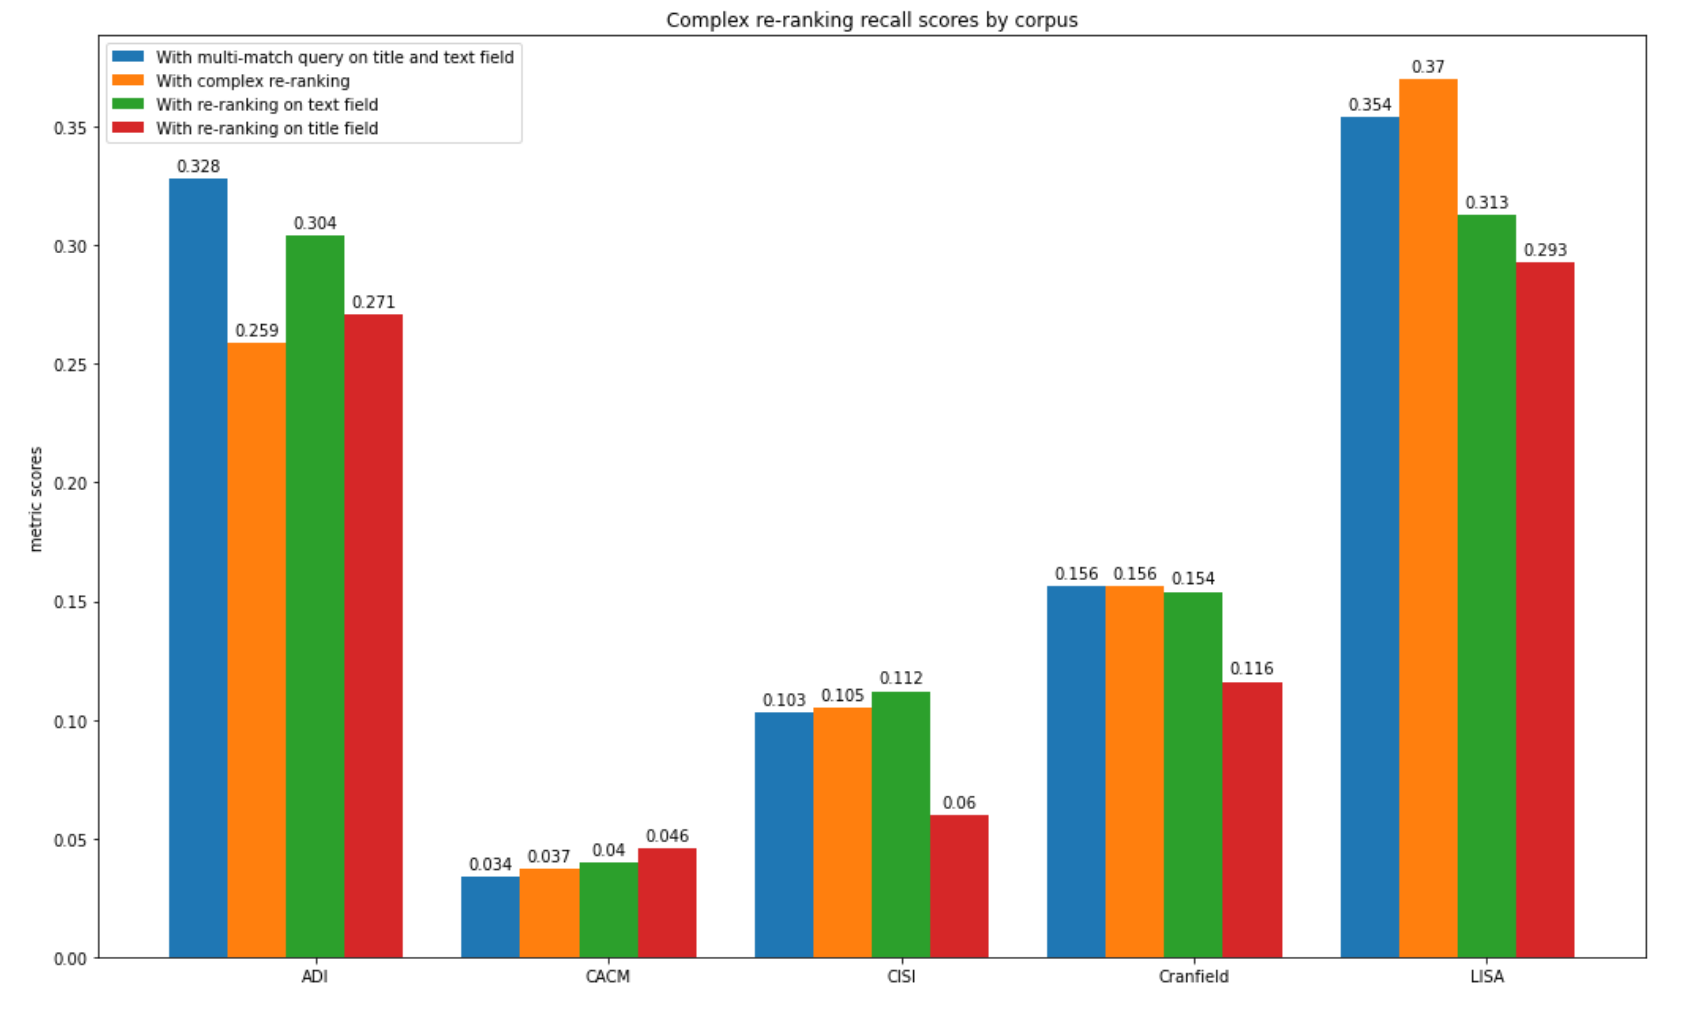 Complex re-ranking recall scores by corpus
With multi-match query on title and text field
With complex re-ranking
With re-ranking on text field
With re-ranking on title field
metric scores
0.35
0.30
0.25
0.20
0.15
0.10
0.05
0.00
0.328
0.259
0.304
0.271
0.034
0.037
0.04
0.046
0.103
0.105
0.112
0.06
0.156
0.156
0.154
0.116
0.354
0.37
0.313
0.293
ADI
CACM
CISI
Cranfield
LISA